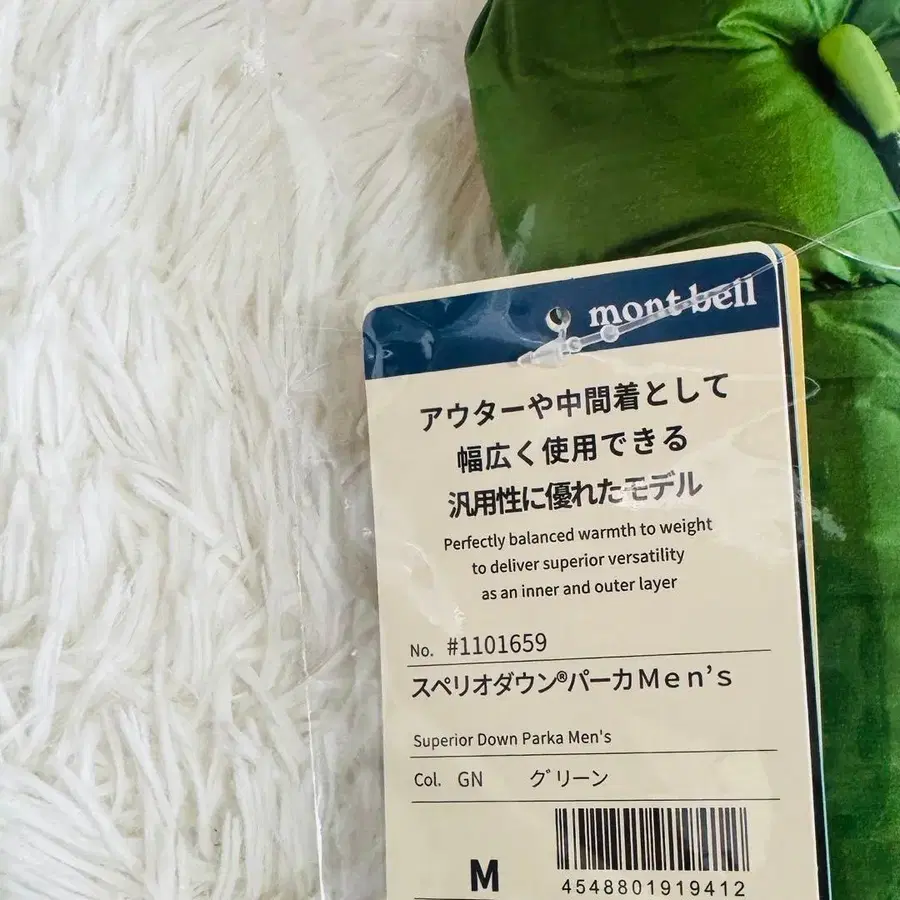 mont-bell
アウターや中間着として
幅広く使用できる
汎用性に優れたモデル
Perfectly balanced warmth to weight
to deliver superior versatility
as an inner and outer layer
No. #1101659
スペリオダウン®パーカMen's
Superior Down Parka Men's
Col. GN グリーン
M
4548801919412